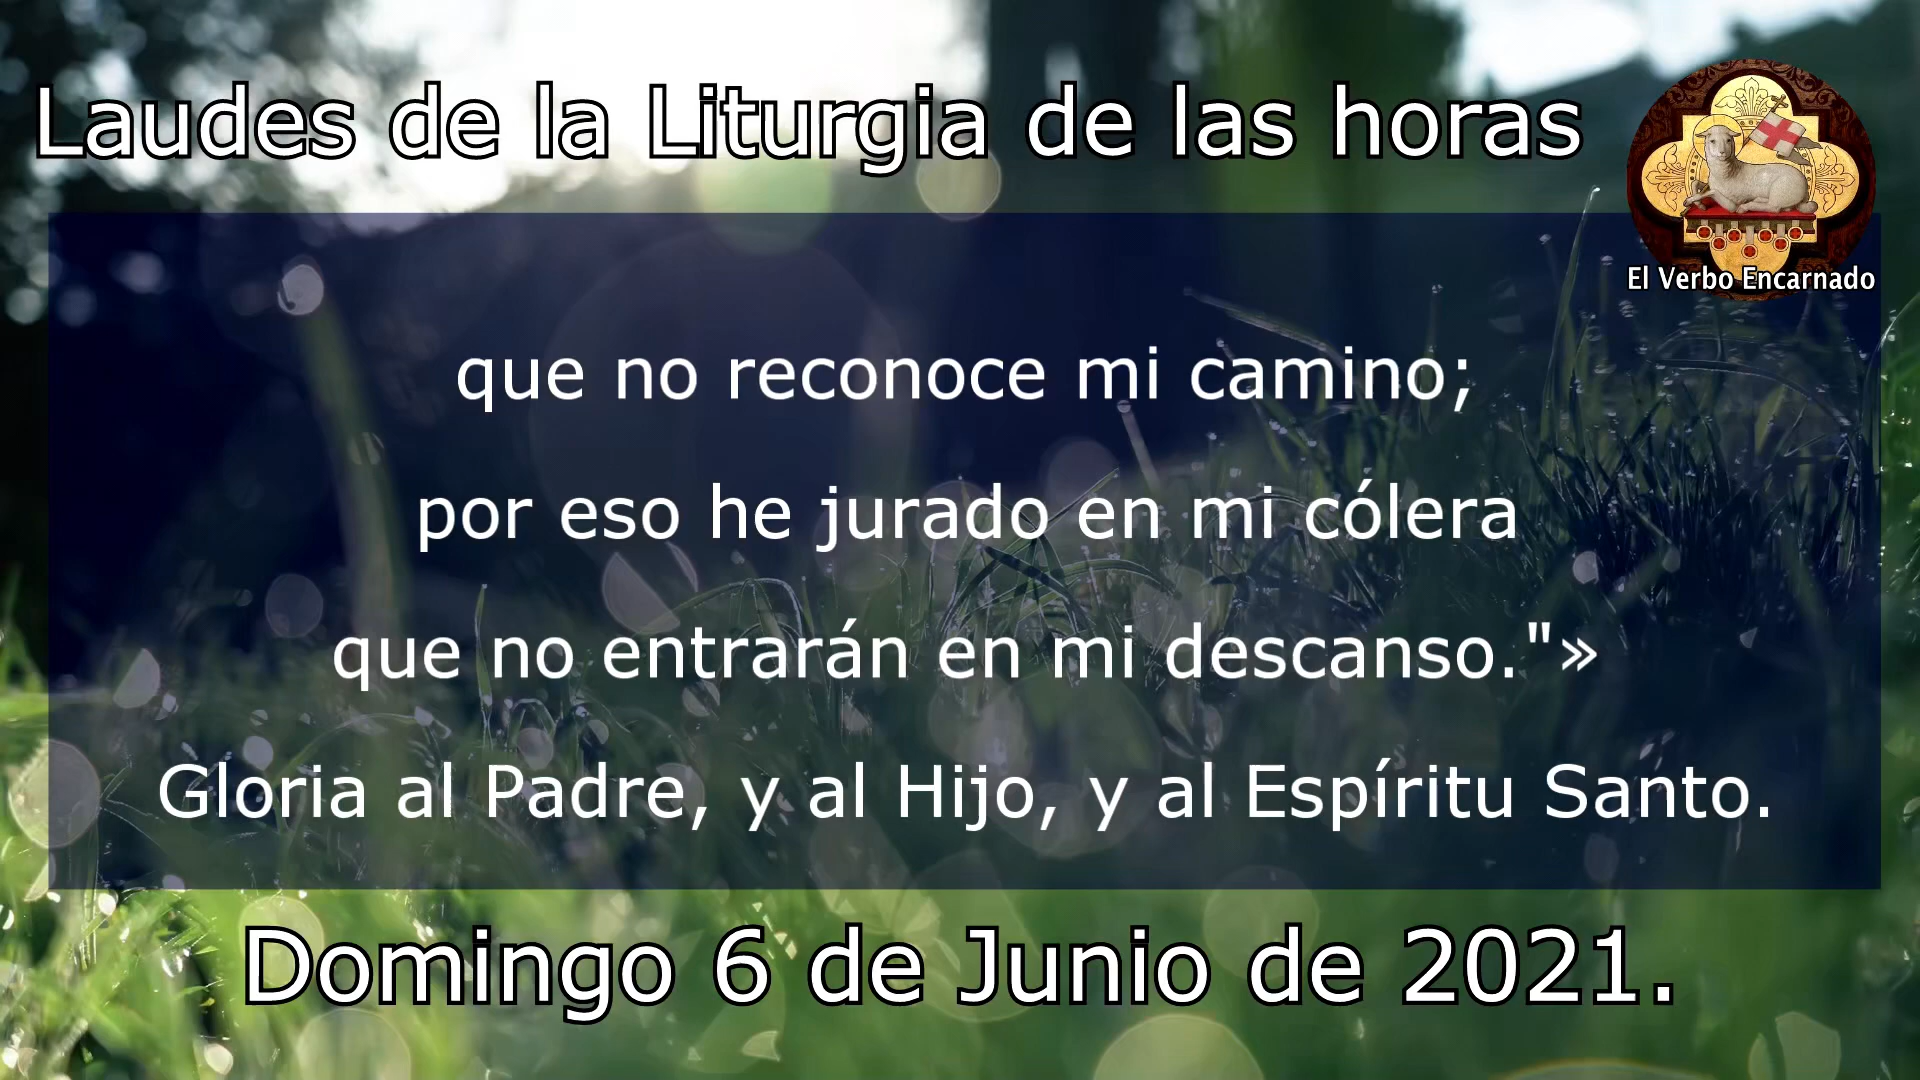 Laudes de la Liturgia de las horas
El Verbo Encarnado
que no reconoce mi camino;
por eso he jurado en mi cólera
que no entrarán en mi descanso."»
Gloria al Padre, y al Hijo, y al Espíritu Santo.
Domingo 6 de Junio de 2021.